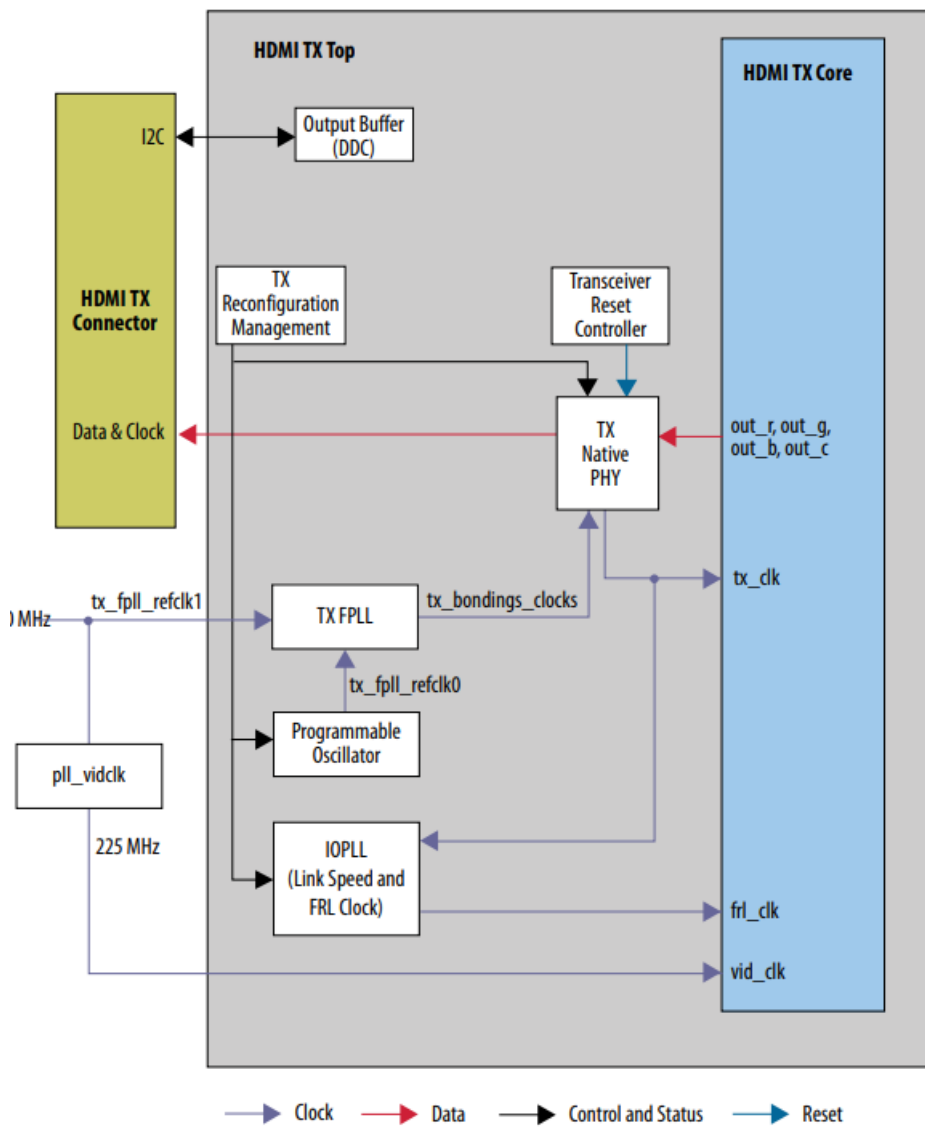 HDMI TX Top
HDMI TX Core
I2C
Output Buffer
(DDC)
TX
Reconfiguration
Management
Transceiver
Reset
Controller
HDMI TX
Connector
Data & Clock
TX
Native
PHY
out_r, out_g,
out_b, out_c
tx_clk
tx_fpll_refclk1
MHz
TX FPLL
tx_bondings_clocks
tx_fpll_refclk0
Programmable
Oscillator
pll_vidclk
225 MHz
IOPLL
(Link Speed and
FRL Clock)
frl_clk
vid_clk
Clock
Data
Control and Status
Reset